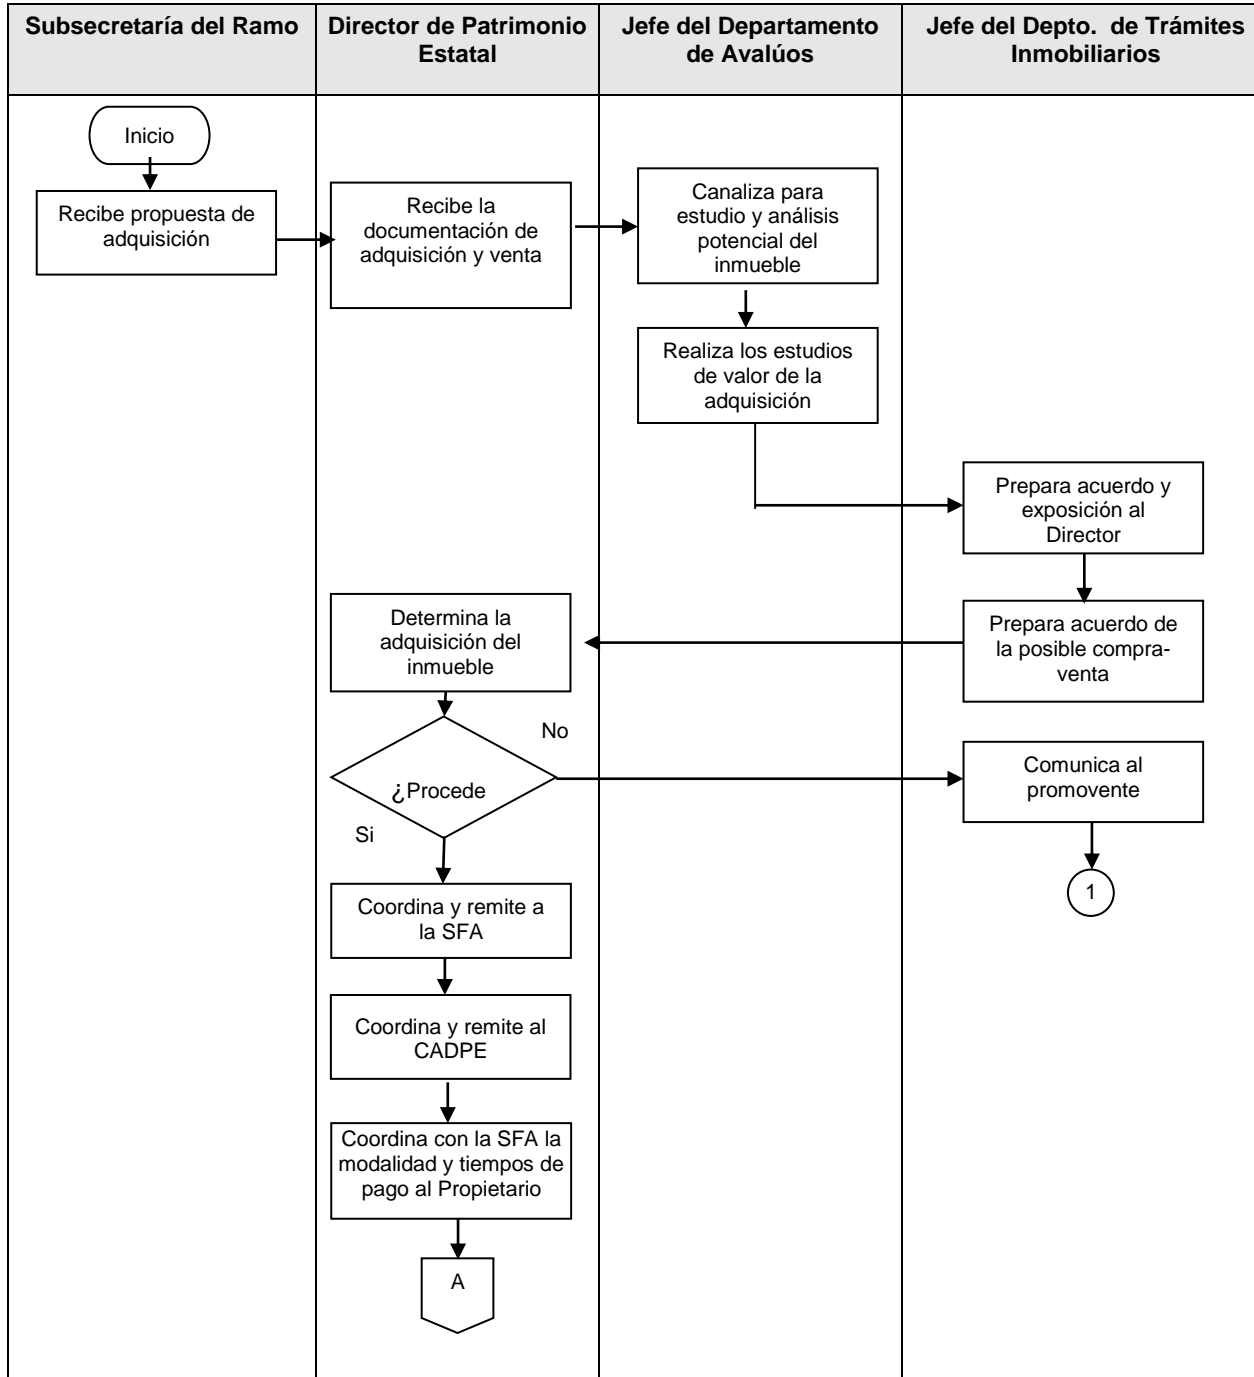 Subsecretaría del Ramo
Director de Patrimonio
Estatal
Jefe del Departamento
de Avalúos
Jefe del Depto. de Trámites
Inmobiliarios
Inicio
Recibe propuesta de
adquisición
Recibe la
documentación de
adquisición y venta
Canaliza para
estudio y análisis
potencial del
inmueble
Realiza los estudios
de valor de la
adquisición
Prepara acuerdo y
exposición al
Director
Prepara acuerdo de
la posible compra-
venta
Determina la
adquisición del
inmueble
No
¿Procede
Si
Comunica al
promovente
1
Coordina y remite a
la SFA
Coordina y remite al
CADPE
Coordina con la SFA la
modalidad y tiempos de
pago al Propietario
A